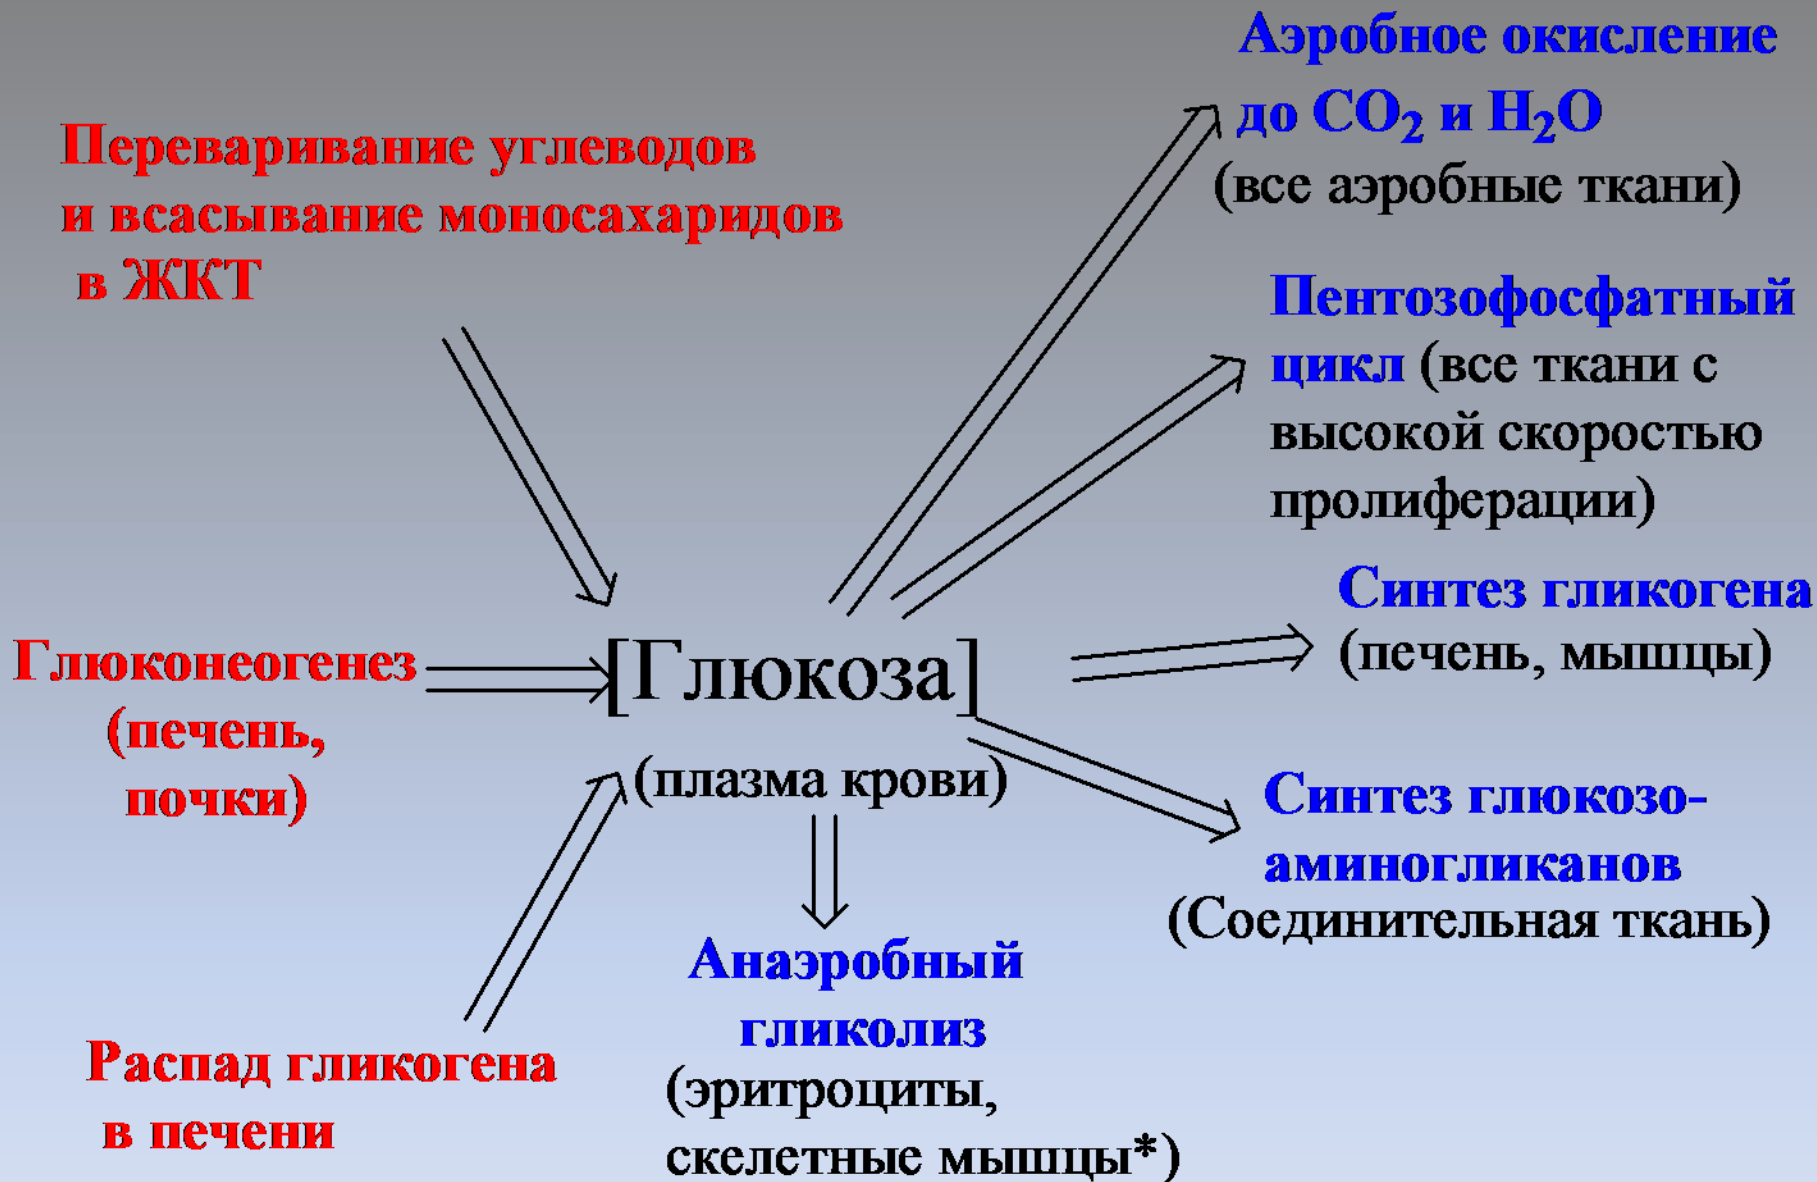 Переваривание углеводов
и всасывание моносахаридов
в ЖКТ
Глюконеогенез
(печень,
почки)
Распад гликогена
в печени
[Глюкоза]
(плазма крови)
Анаэробный
гликолиз
(эритроциты,
скелетные мышцы*)
Аэробное окисление
до CO₂ и H₂O
(все аэробные ткани)
Пентозофосфатный
цикл (все ткани с
высокой скоростью
пролиферации)
Синтез гликогена
(печень, мышцы)
Синтез глюкозо-
аминогликанов
(Соединительная ткань)